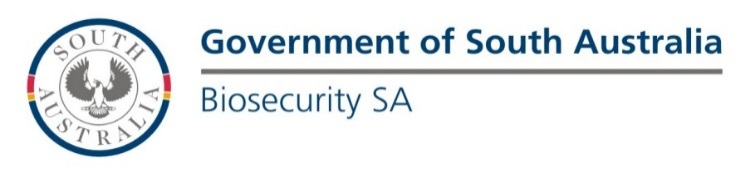 SOUTH
AUSTRALIA
Government of South Australia
Biosecurity SA